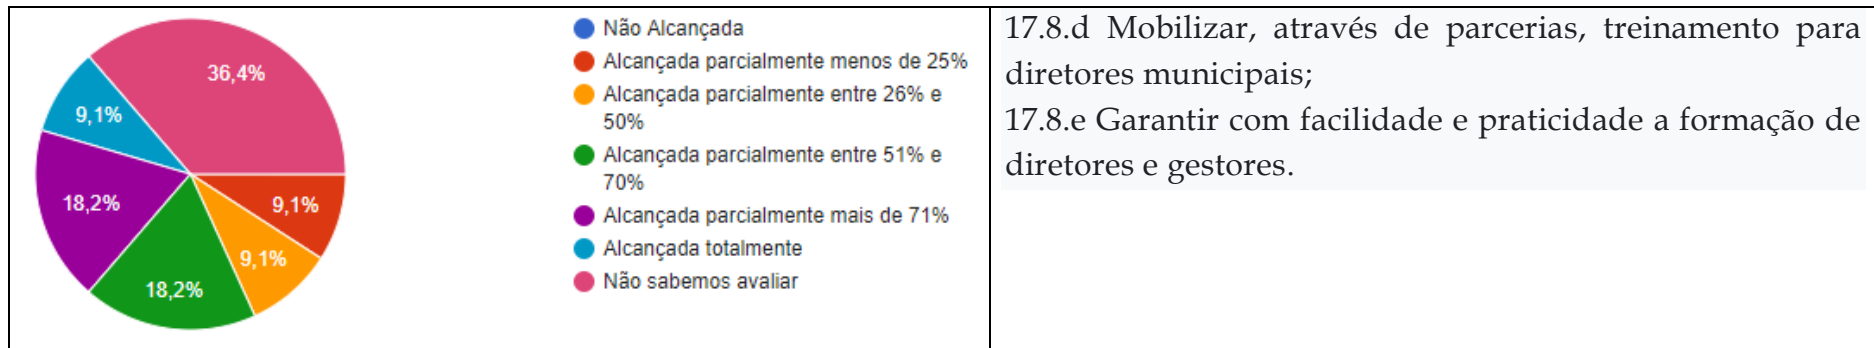 36,4%
9,1%
18,2%
18,2%
9,1%
9,1%
Não Alcançada
Alcançada parcialmente menos de 25%
Alcançada parcialmente entre 26% e
50%
Alcançada parcialmente entre 51% e
70%
Alcançada parcialmente mais de 71%
Alcançada totalmente
Não sabemos avaliar
17.8.d Mobilizar, através de parcerias, treinamento para
diretores municipais;
17.8.e Garantir com facilidade e praticidade a formação de
diretores e gestores.